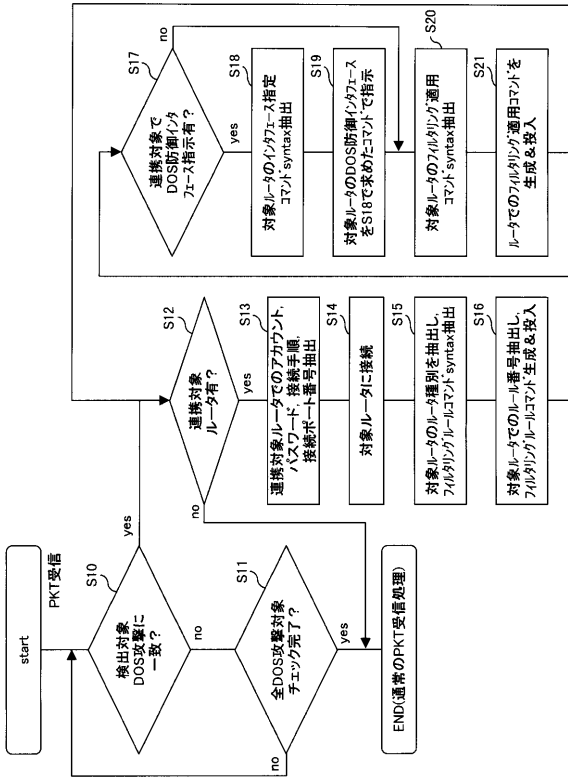 start
PKT受信
S10
検出対象
DOS攻撃に
一致?
yes
no
S11
全DOS攻撃対象
チェック完了?
no
yes
END(通常のPKT受信処理)
S12
連携対象
ルータ有?
no
yes
S13
連携対象ルータでのアカウント,
パスワード, 接続手順,
接続ポート番号抽出
S14
対象ルータに接続
S15
対象ルータのルータ種別を抽出し,
フィルタリングルールコマンドsyntax抽出
S16
対象ルータでのルール番号抽出し,
フィルタリングルールコマンド生成&投入
S17
連携対象で
DOS防御インタ
フェース指示有?
no
yes
S18
対象ルータのインタフェース指定
コマンドsyntax抽出
S19
対象ルータのDOS防御インタフェース
をS18で求めたコマンドで指示
S20
対象ルータのフィルタリング適用
コマンドsyntax抽出
S21
ルータでのフィルタリング適用コマンドを
生成&投入